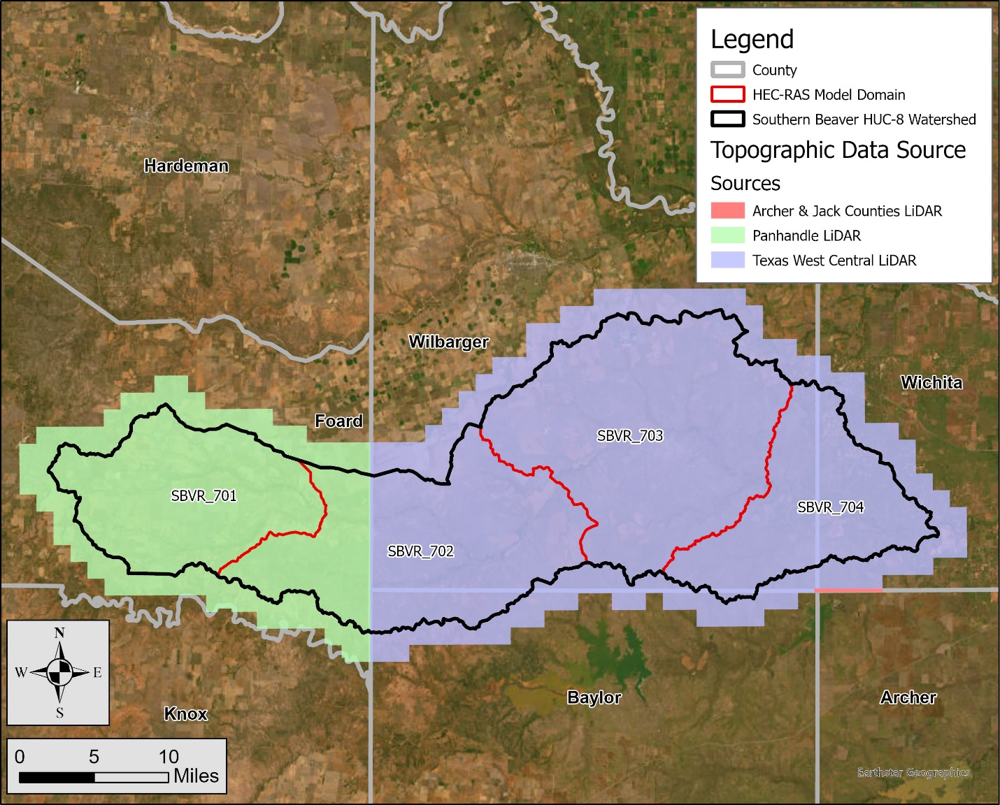 Legend
County
HEC-RAS Model Domain
Southern Beaver HUC-8 Watershed
Topographic Data Source
Sources
Archer & Jack Counties LiDAR
Panhandle LiDAR
Texas West Central LiDAR
Hardeman
Wilbarger
Wichita
Foard
SBVR_703
SBVR_701
SBVR_704
SBVR_702
Baylor
Archer
Knox
N
W E
S
0 5 10
Miles
Earthstar Geographics